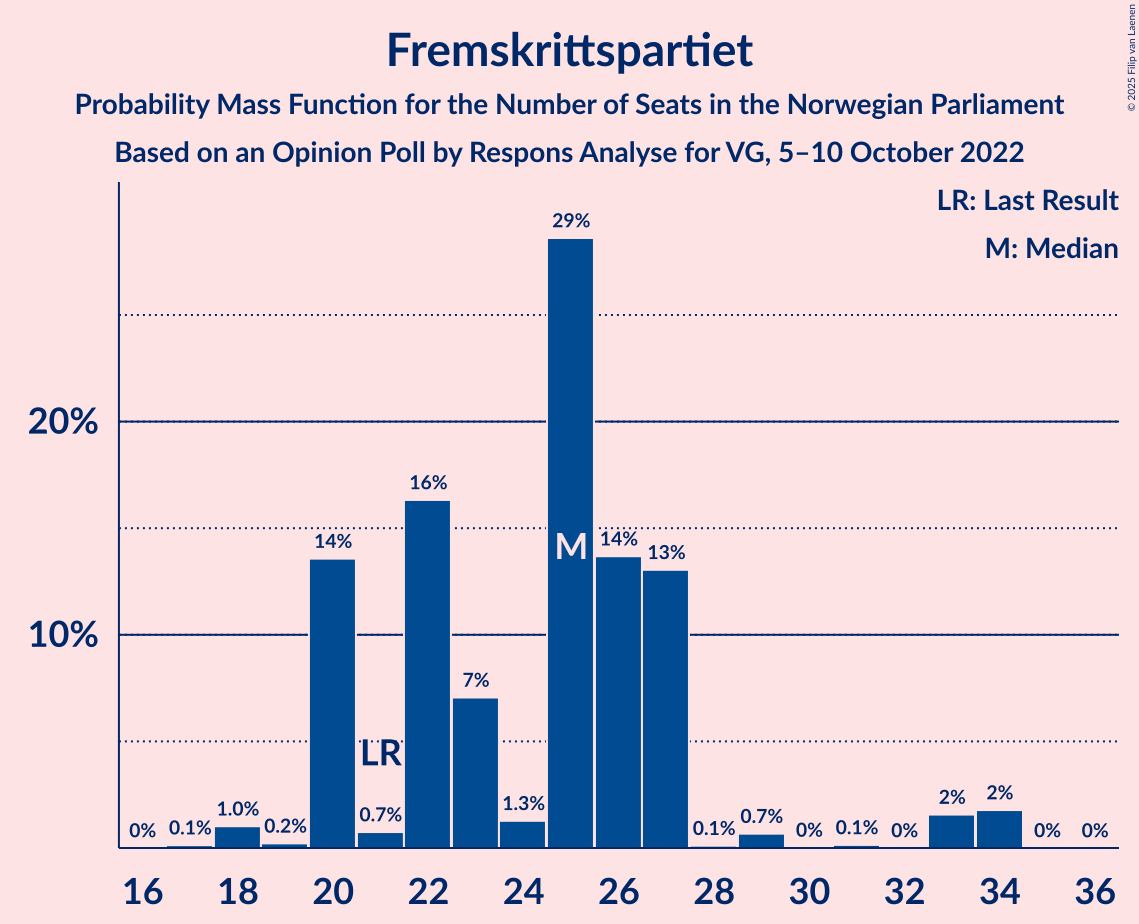 Fremskrittspartiet
Probability Mass Function for the Number of Seats in the Norwegian Parliament
Based on an Opinion Poll by Respons Analyse for VG, 5–10 October 2022
© 2025 Filip van Laenen
LR: Last Result
M: Median
20%
10%
0%
0.1%
1.0%
0.2%
14%
0.7%
16%
7%
1.3%
29%
14%
13%
0.1%
0.7%
0%
0.1%
0%
2%
2%
0%
0%
LR
M
16 18 20 22 24 26 28 30 32 34 36